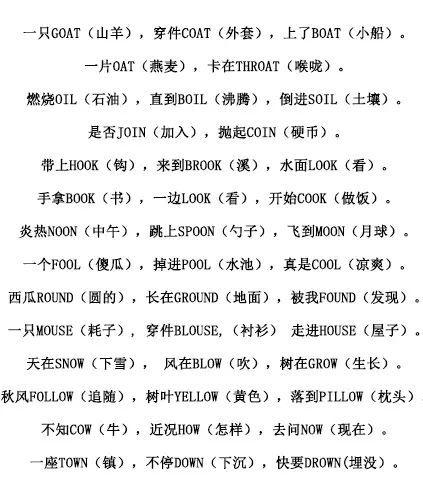 一只GOAT（山羊），穿件COAT（外套），上了BOAT（小船）。
一片OAT（燕麦），卡在THROAT（喉咙）。
燃烧OIL（石油），直到BOIL（沸腾），倒进SOIL（土壤）。
是否JOIN（加入），抛起COIN（硬币）。
带上HOOK（钩），来到BROOK（溪），水面LOOK（看）。
手拿BOOK（书），一边LOOK（看），开始COOK（做饭）。
炎热NOON（中午），跳上SPOON（勺子），飞到MOON（月球）。
一个FOOL（傻瓜），掉进POOL（水池），真是COOL（凉爽）。
西瓜ROUND（圆的），长在GROUND（地面），被我FOUND（发现）。
一只MOUSE（耗子）, 穿件BLOUSE,（衬衫） 走进HOUSE（屋子）。
天在SNOW（下雪）， 风在BLOW（吹），树在GROW（生长）。
秋风FOLLOW（追随），树叶YELLOW（黄色），落到PILLOW（枕头）
不知COW（牛），近况HOW（怎样），去问NOW（现在）。
一座TOWN（镇），不停DOWN（下沉），快要DROWN(埋没）。